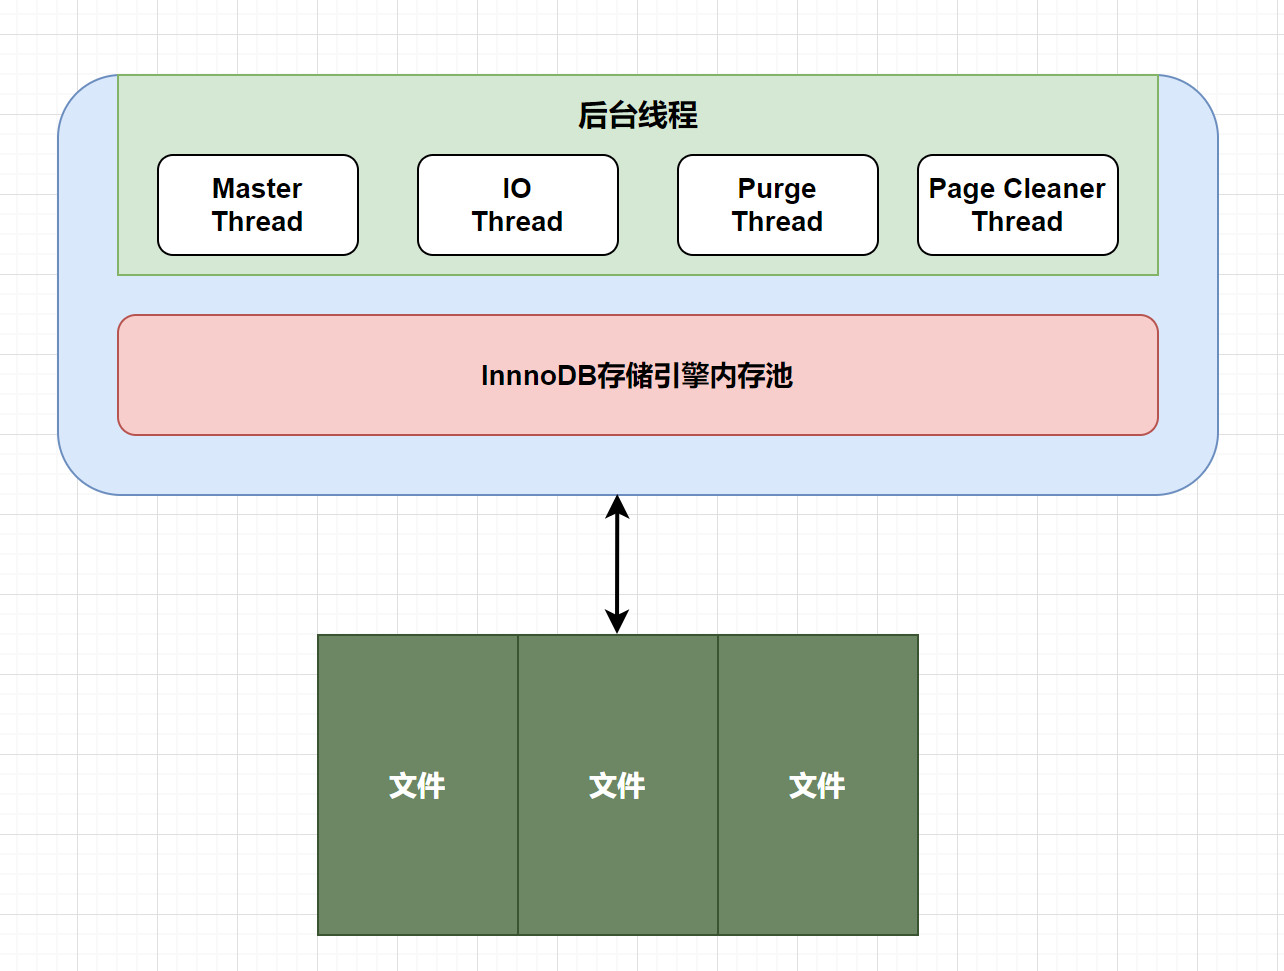 后台线程
Master
Thread
IO
Thread
Purge
Thread
Page Cleaner
Thread
InnnoDB存储引擎内存池
文件
文件
文件